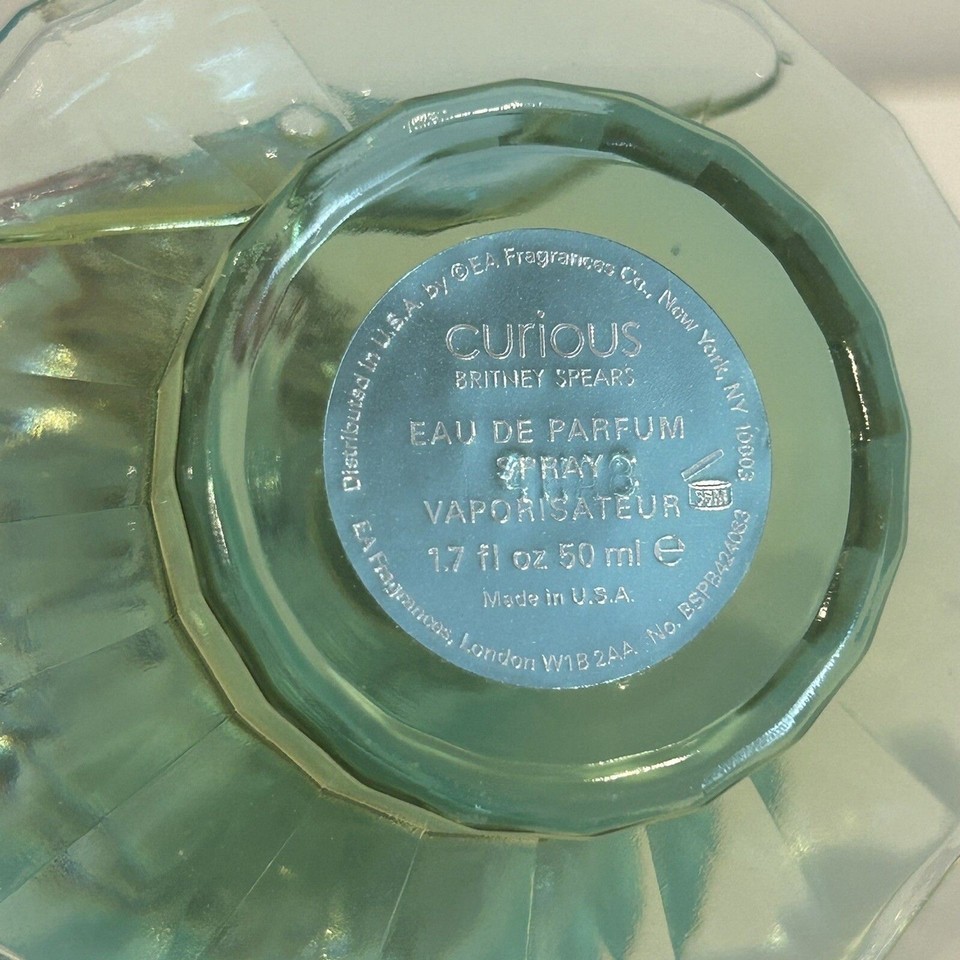 Distributed in U.S.A. by ©EA Fragrances Co., New York, NY 10003
curious
BRITNEY SPEARS
EAU DE PARFUM
SPRAY
VAPORISATEUR
1.7 fl oz 50 ml ℮
Made in U.S.A.
EA Fragrances, London W1B 2AA No. BSPB424083